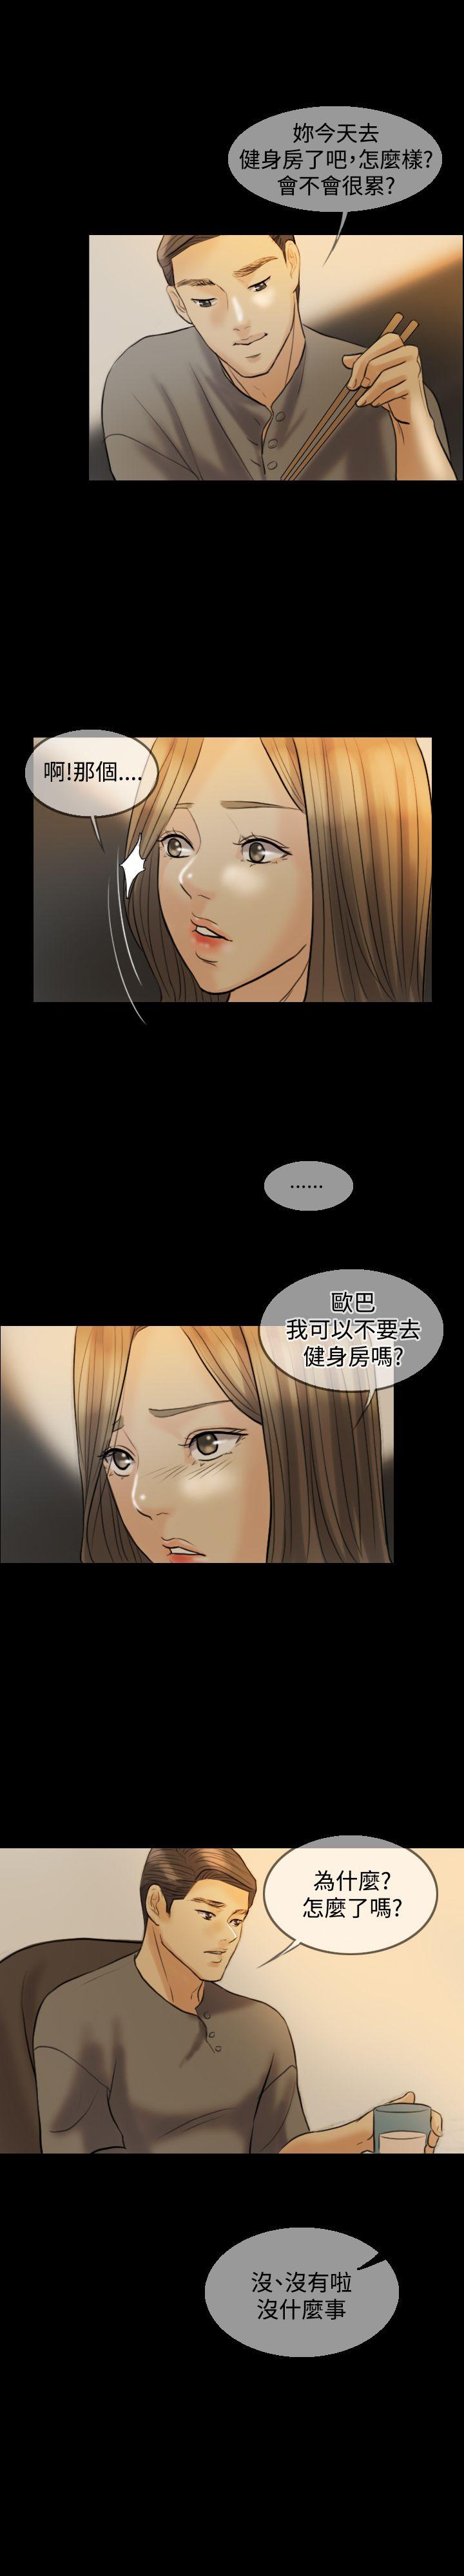 妳今天去
健身房了吧,怎麼樣?
會不會很累?
啊!那個....
......
歐巴
我可以不要去
健身房嗎?
為什麼?
怎麼了嗎?
沒、沒有啦
沒什麼事